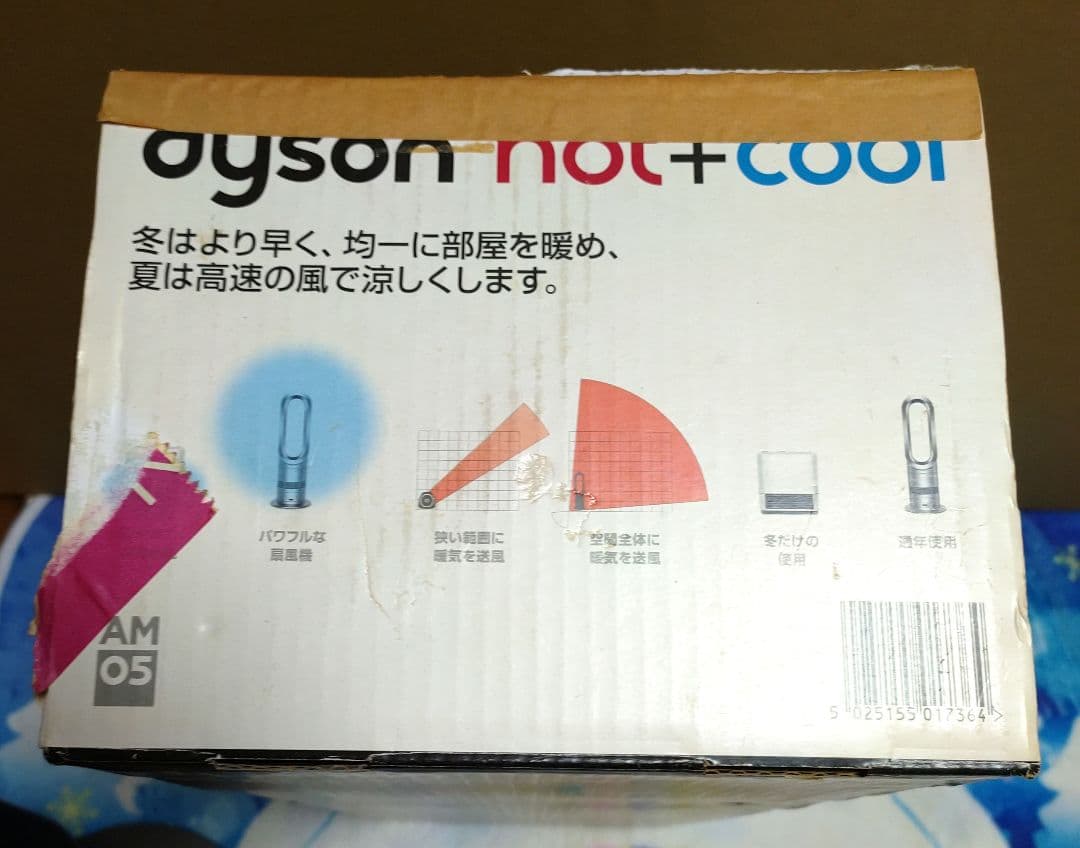 dyson hot+cool
冬はより早く、均一に部屋を暖め、
夏は高速の風で涼しくします。
パワフルな
扇風機
狭い範囲に
暖気を送風
空間全体に
暖気を送風
冬だけの
使用
通年使用
AM
05
5 025155 017364 >